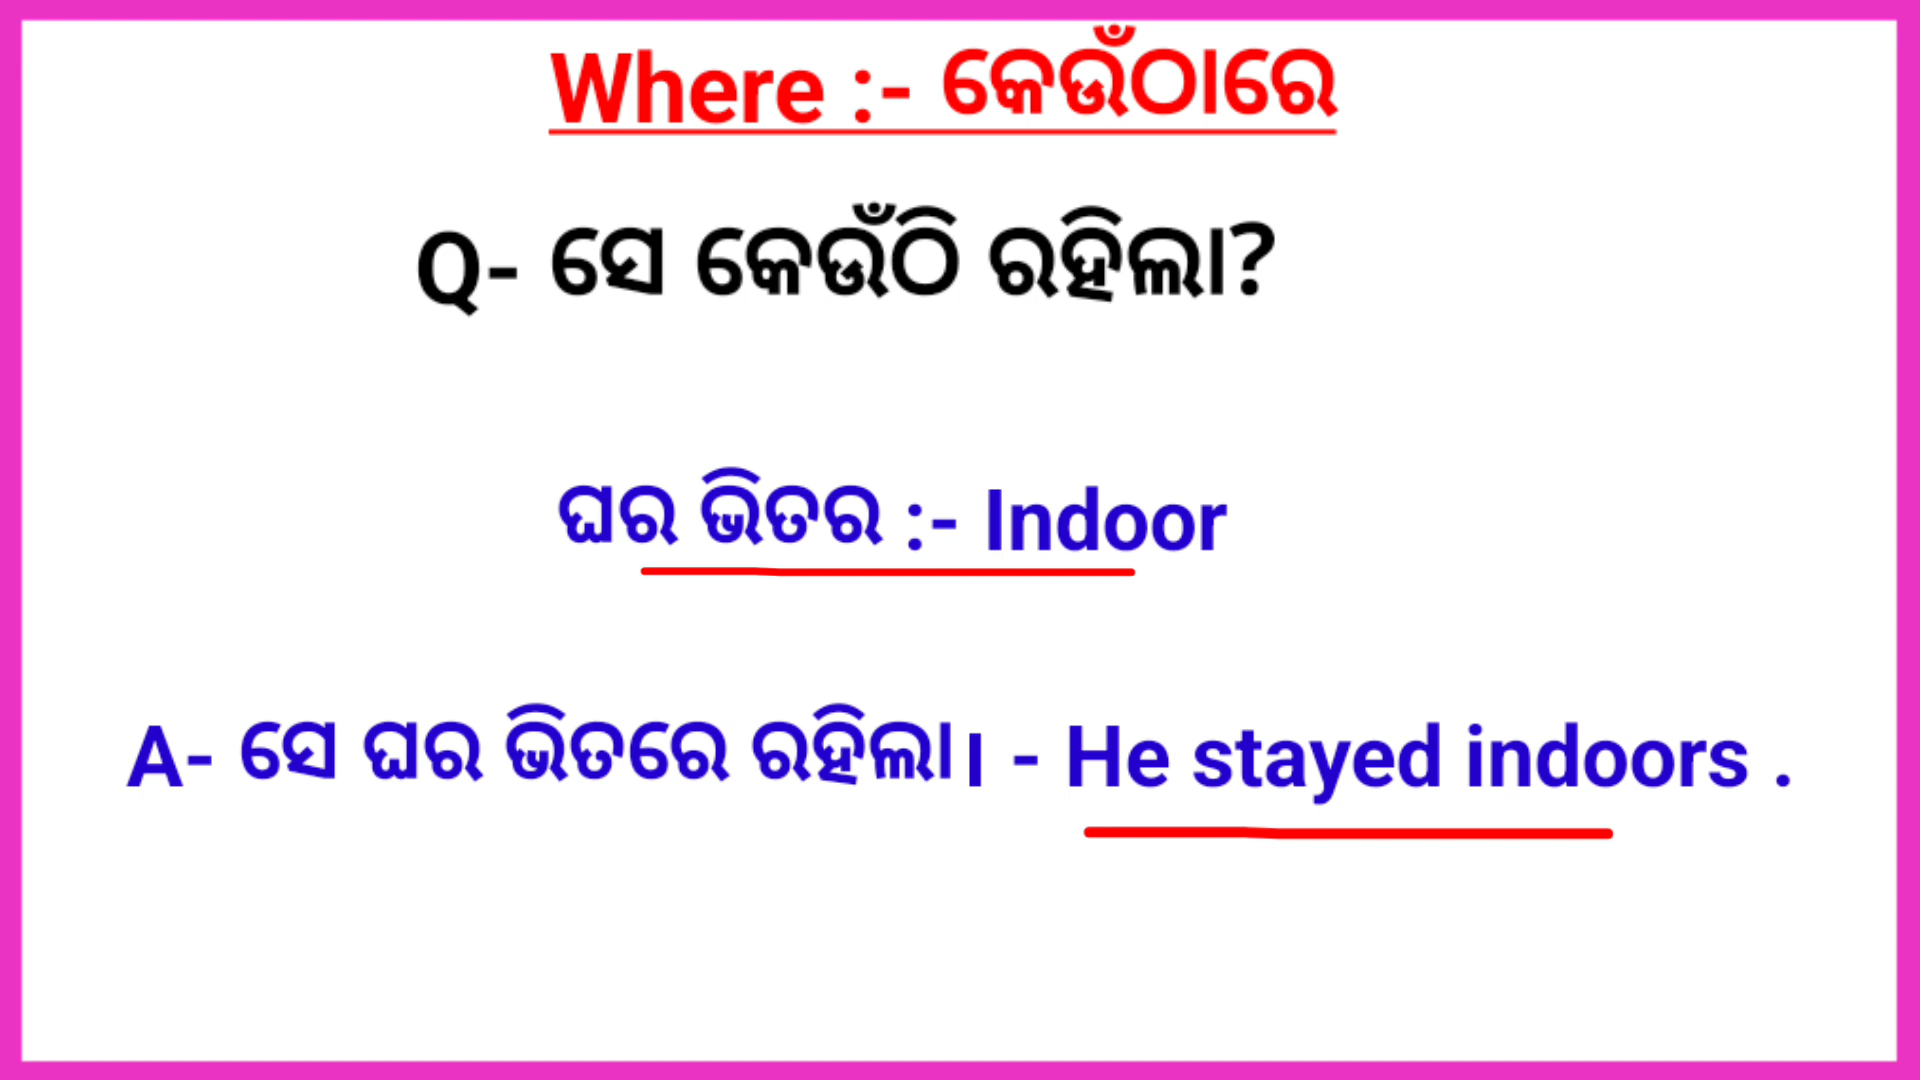 Where :- କେଉଁଠାରେ
Q- ସେ କେଉଁଠି ରହିଲା?
ଘର ଭିତର :- Indoor
A- ସେ ଘର ଭିତରେ ରହିଲା। - He stayed indoors .